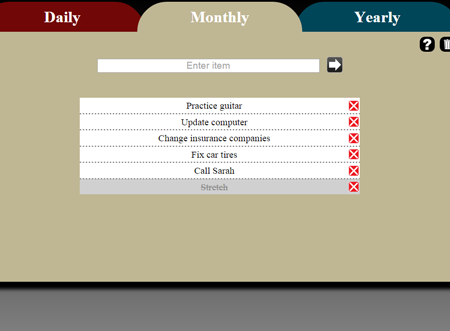 Daily Monthly Yearly
?
Enter item
Practice guitar
Update computer
Change insurance companies
Fix car tires
Call Sarah
Stretch